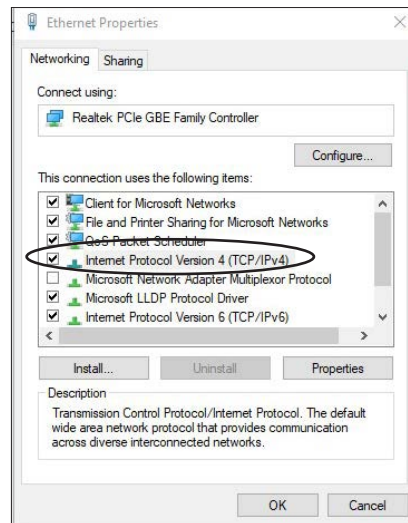 Ethernet Properties
Networking
Sharing
Connect using:
Realtek PCIe GBE Family Controller
Configure...
This connection uses the following items:
Client for Microsoft Networks
File and Printer Sharing for Microsoft Networks
QoS Packet Scheduler
Internet Protocol Version 4 (TCP/IPv4)
Microsoft Network Adapter Multiplexor Protocol
Microsoft LLDP Protocol Driver
Internet Protocol Version 6 (TCP/IPv6)
Install...
Uninstall
Properties
Description
Transmission Control Protocol/Internet Protocol. The default
wide area network protocol that provides communication
across diverse interconnected networks.
OK
Cancel